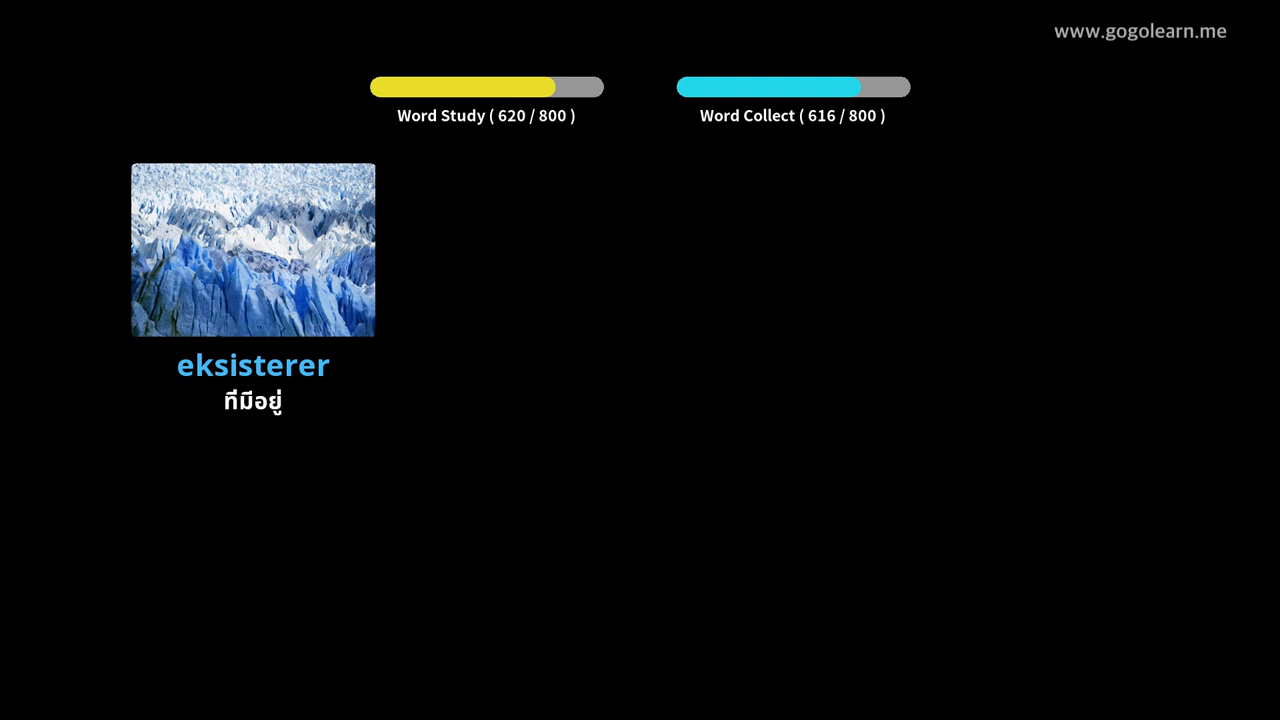 www.gogolearn.me
Word Study ( 620 / 800 )
Word Collect ( 616 / 800 )
eksisterer
ที่มีอยู่